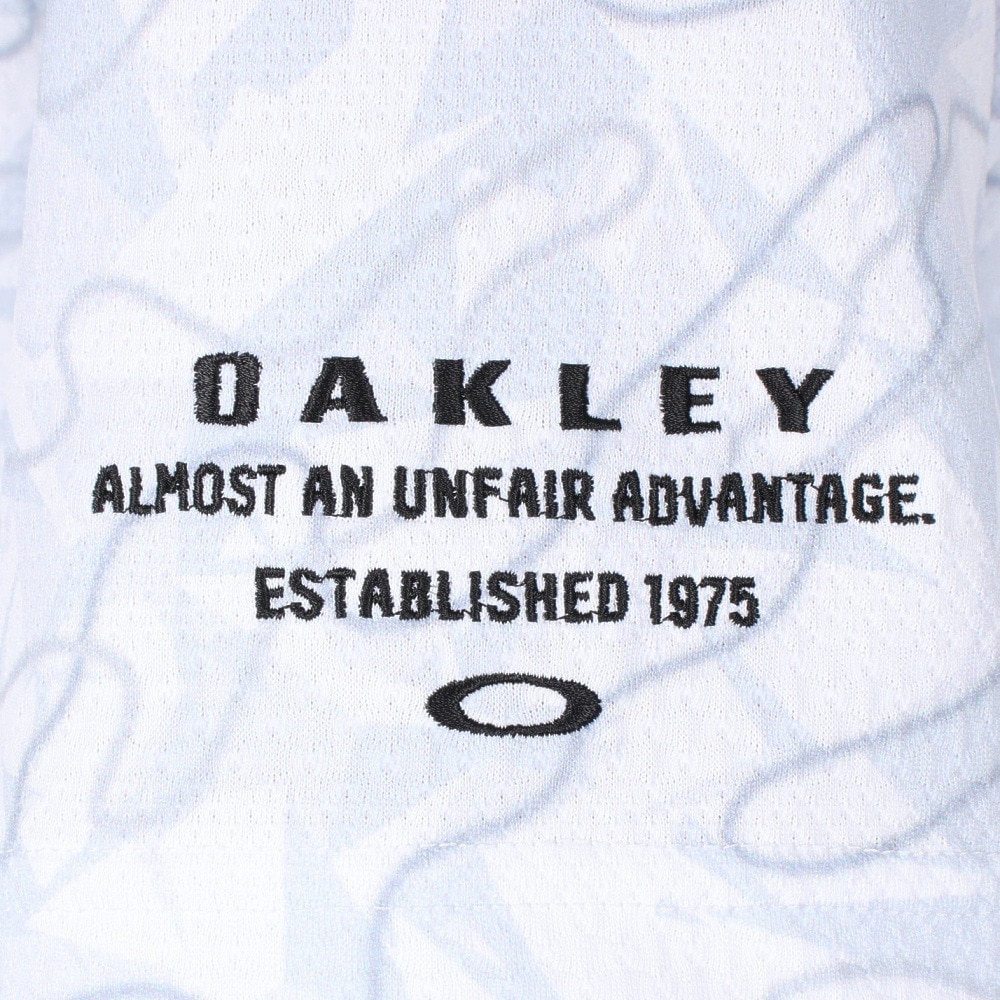 OAKLEY
ALMOST AN UNFAIR ADVANTAGE.
ESTABLISHED 1975